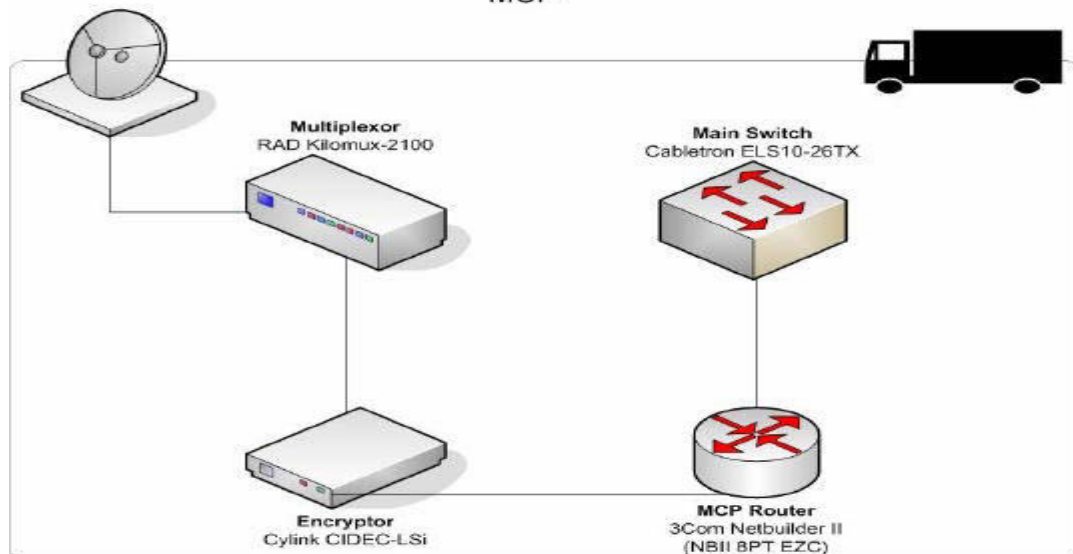 Multiplexor
RAD Kilomux-2100
Main Switch
Cabletron ELS10-26TX
Encryptor
Cylink CIDEC-LSi
MCP Router
3Com Netbuilder II
(NBII 8PT EZC)